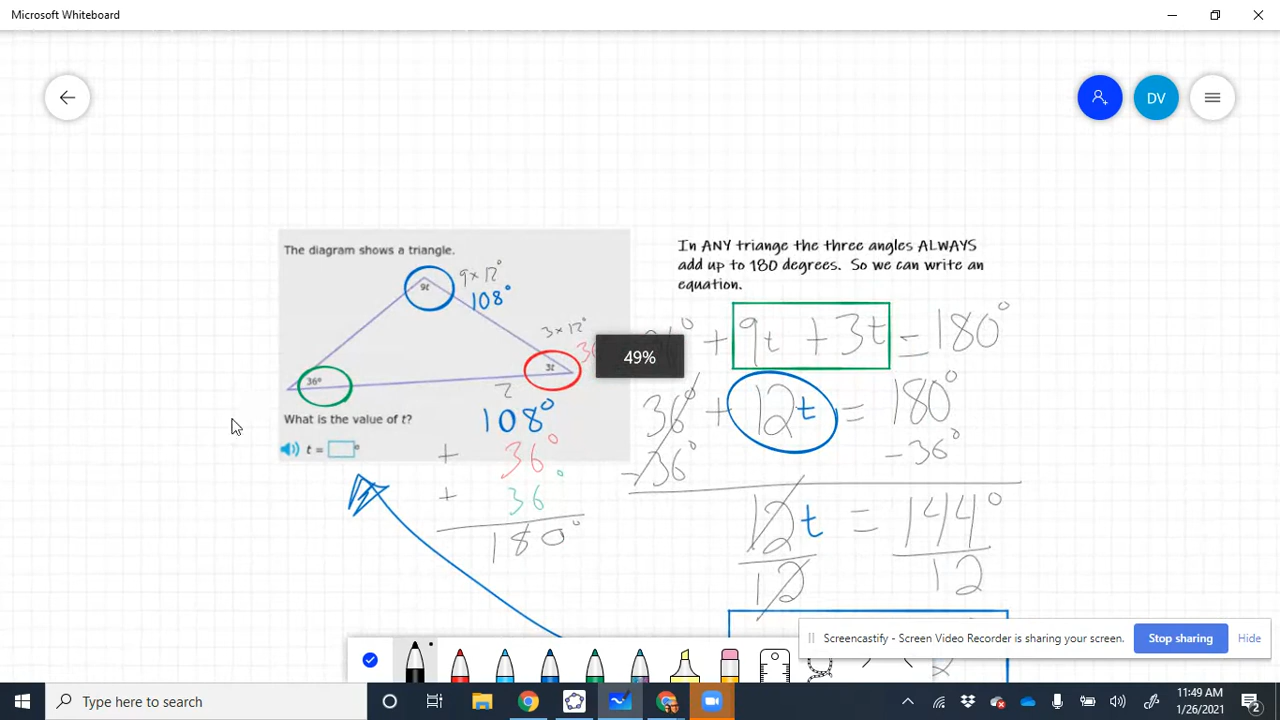 Microsoft Whiteboard
DV
The diagram shows a triangle.
9t
9 x 12°
108°
3 x 12°
36°
3t
What is the value of t?
t = °
108°
+ 36°
+ 36°
180°
In ANY triange the three angles ALWAYS
add up to 180 degrees. So we can write an
equation.
49%
+ 9t + 3t = 180°
36° + 12t = 180°
-36° -36°
12t = 144°
12 12
Screencastify - Screen Video Recorder is sharing your screen.
Stop sharing
Hide
Type here to search
11:49 AM
1/26/2021
2